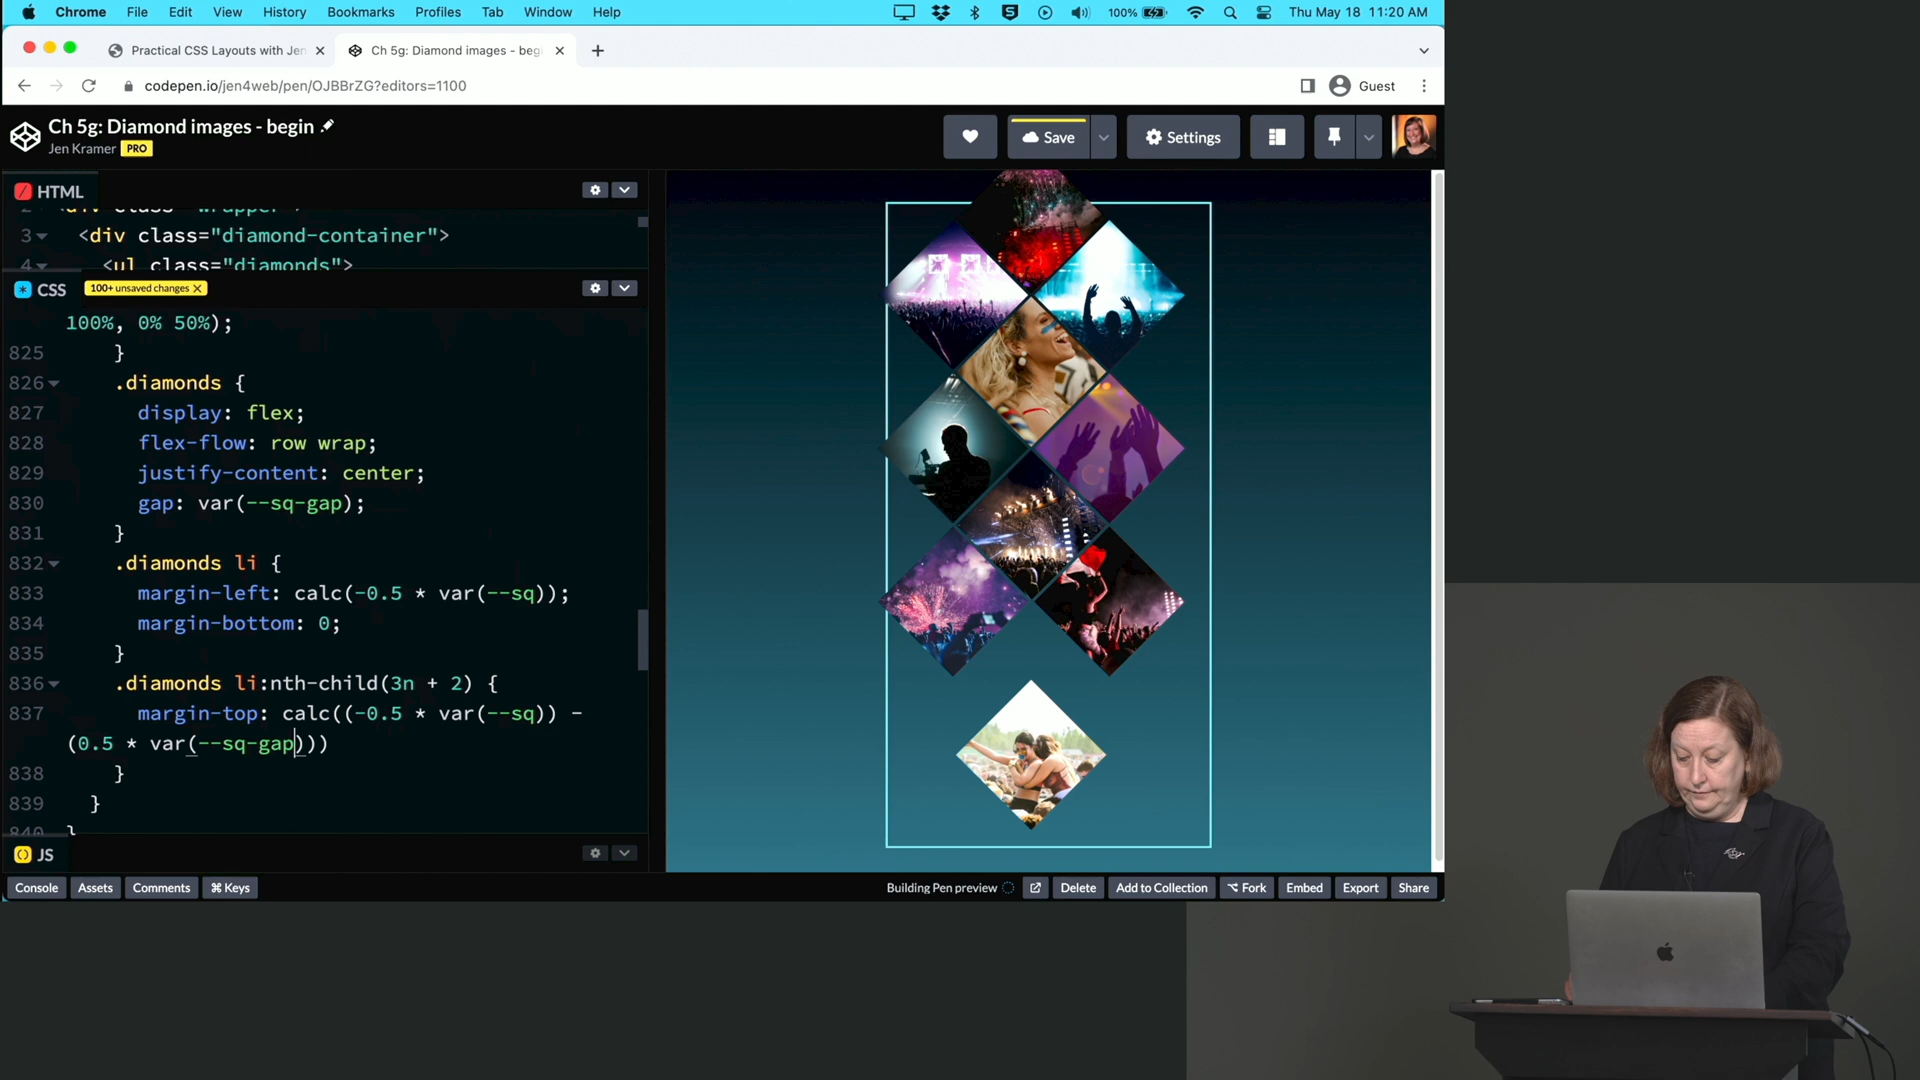 Chrome File Edit View History Bookmarks Profiles Tab Window Help 100% Thu May 18 11:20 AM
Practical CSS Layouts with Jen Ch 5g: Diamond images - beg
codepen.io/jen4web/pen/OJBBrZG?editors=1100 Guest
Ch 5g: Diamond images - begin
Jen Kramer PRO
Save Settings
HTML
3 <div class="diamond-container">
4 <ul class="diamonds">
CSS 100+ unsaved changes X
100%, 0% 50%);
825 }
826 .diamonds {
827 display: flex;
828 flex-flow: row wrap;
829 justify-content: center;
830 gap: var(--sq-gap);
831 }
832 .diamonds li {
833 margin-left: calc(-0.5 * var(--sq));
834 margin-bottom: 0;
835 }
836 .diamonds li:nth-child(3n + 2) {
837 margin-top: calc((-0.5 * var(--sq)) -
(0.5 * var(--sq-gap)))
838 }
839 }
840 }
JS
Console Assets Comments ⌘ Keys Building Pen preview Delete Add to Collection Fork Embed Export Share